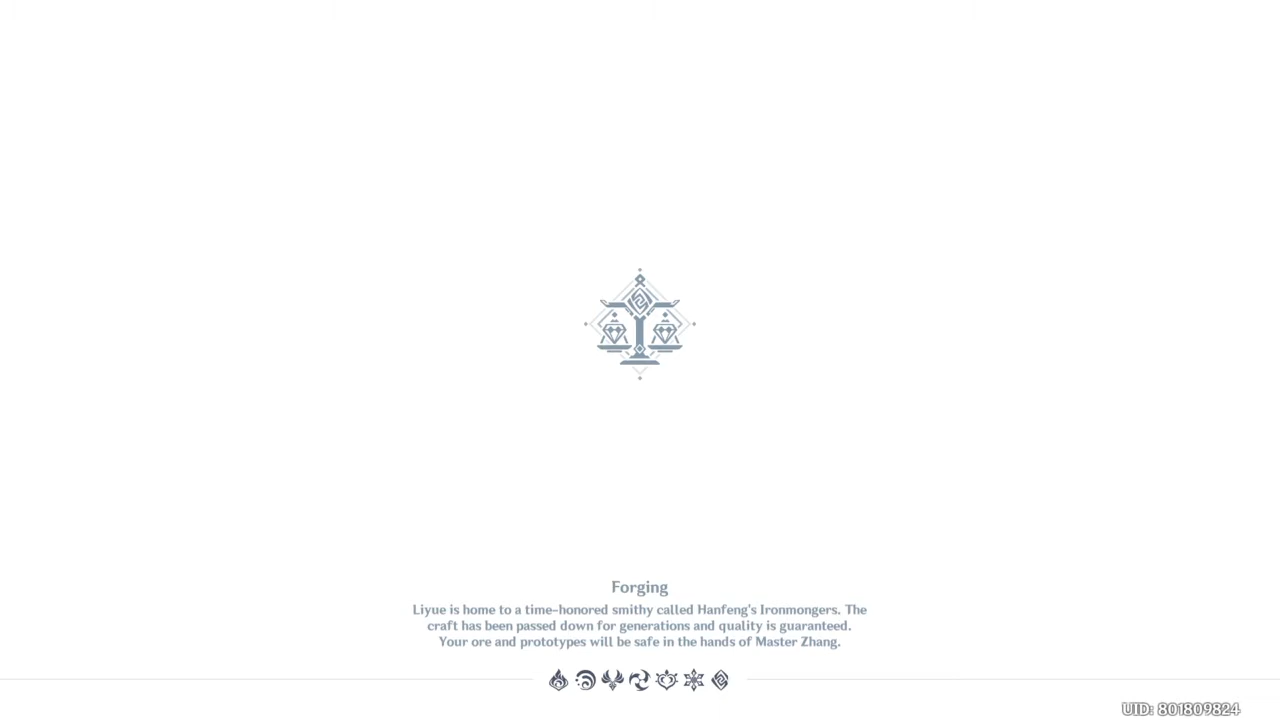 Forging
Liyue is home to a time-honored smithy called Hanfeng's Ironmongers. The
craft has been passed down for generations and quality is guaranteed.
Your ore and prototypes will be safe in the hands of Master Zhang.
UID: 801809824